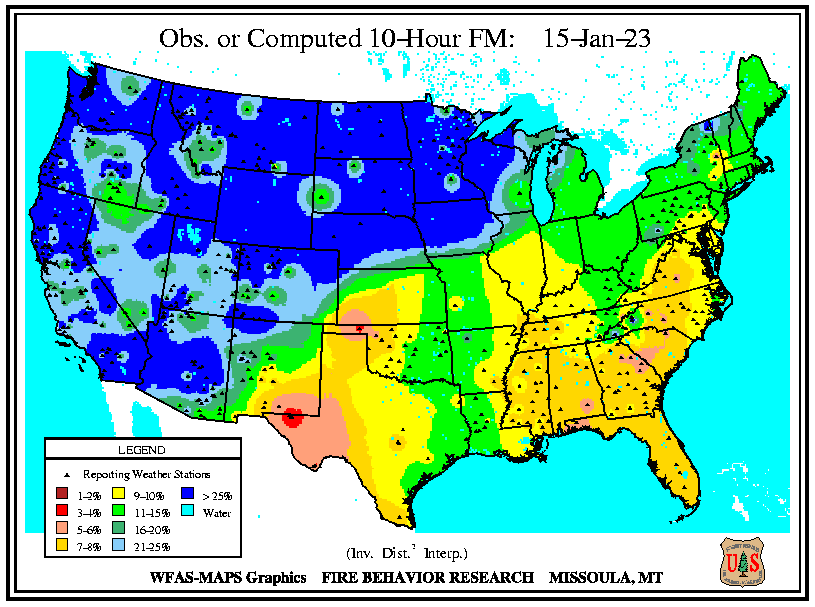 Obs. or Computed 10-Hour FM: 15-Jan-23
LEGEND
Reporting Weather Stations
1-2% 9-10% > 25%
3-4% 11-15% Water
5-6% 16-20%
7-8% 21-25%
(Inv. Dist.² Interp.)
WFAS-MAPS Graphics FIRE BEHAVIOR RESEARCH MISSOULA, MT
U S